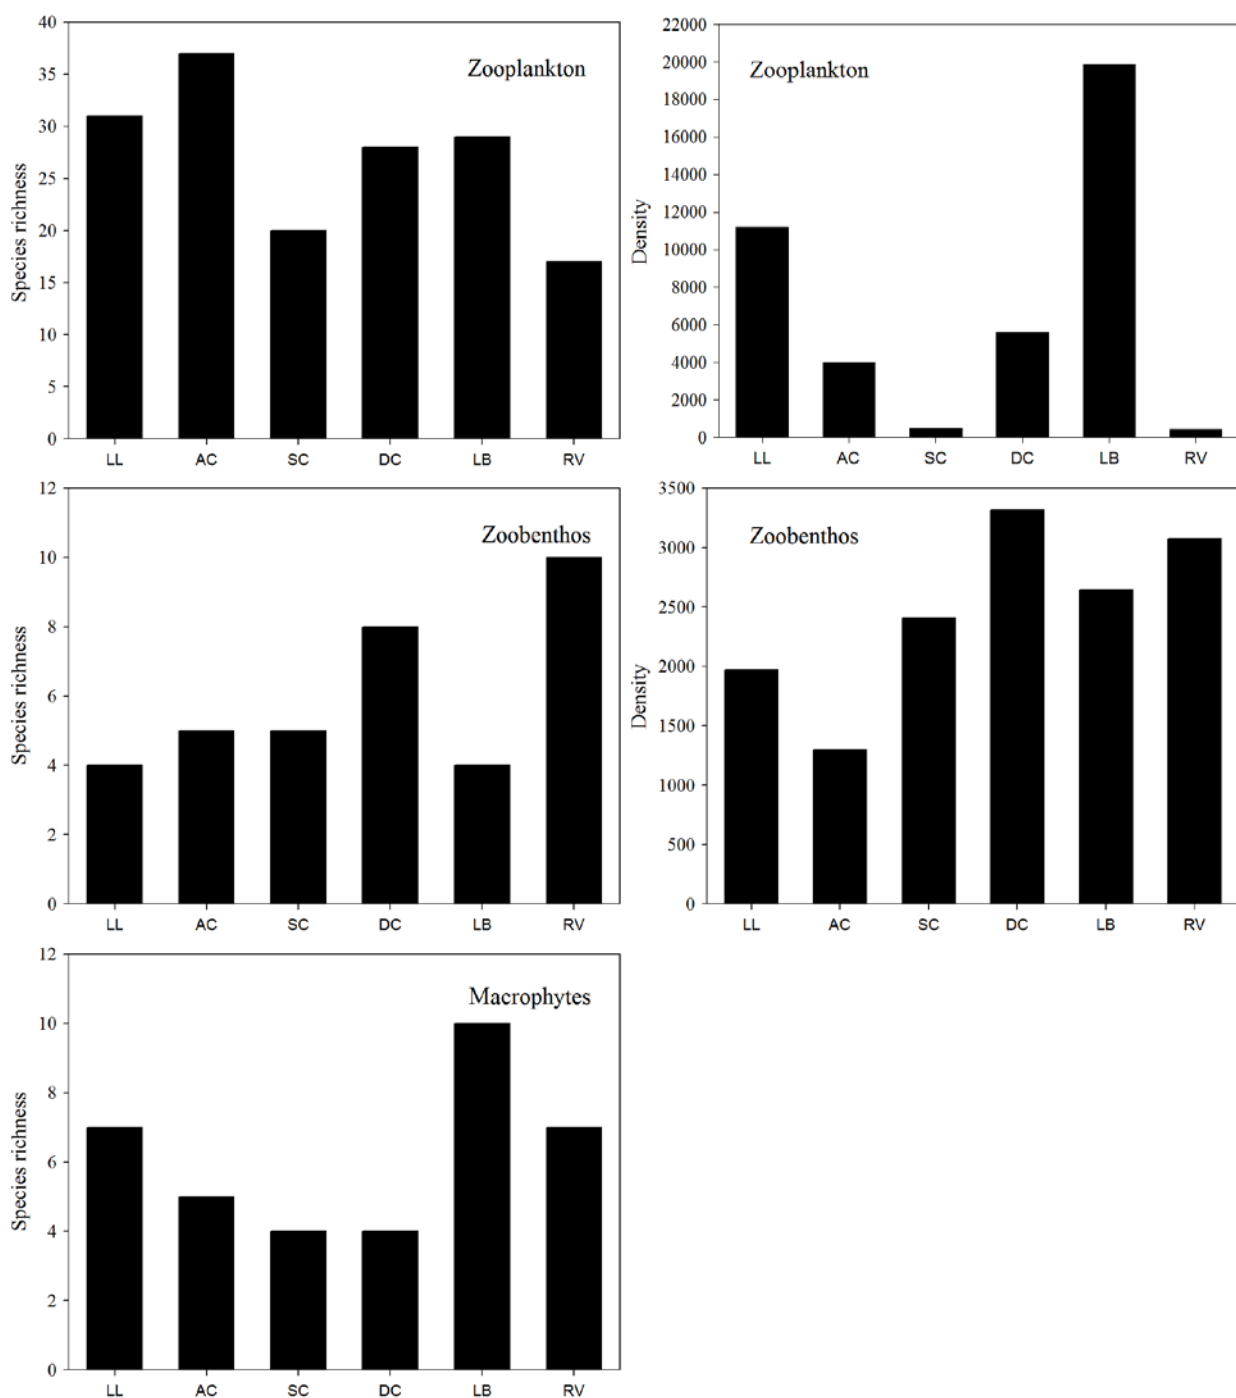 40
35
30
25
20
15
10
5
0
Species richness
Zooplankton
LL AC SC DC LB RV
22000
20000
18000
16000
14000
12000
10000
8000
6000
4000
2000
0
Density
Zooplankton
LL AC SC DC LB RV
12
10
8
6
4
2
0
Species richness
Zoobenthos
LL AC SC DC LB RV
3500
3000
2500
2000
1500
1000
500
0
Density
Zoobenthos
LL AC SC DC LB RV
12
10
8
6
4
2
0
Species richness
Macrophytes
LL AC SC DC LB RV